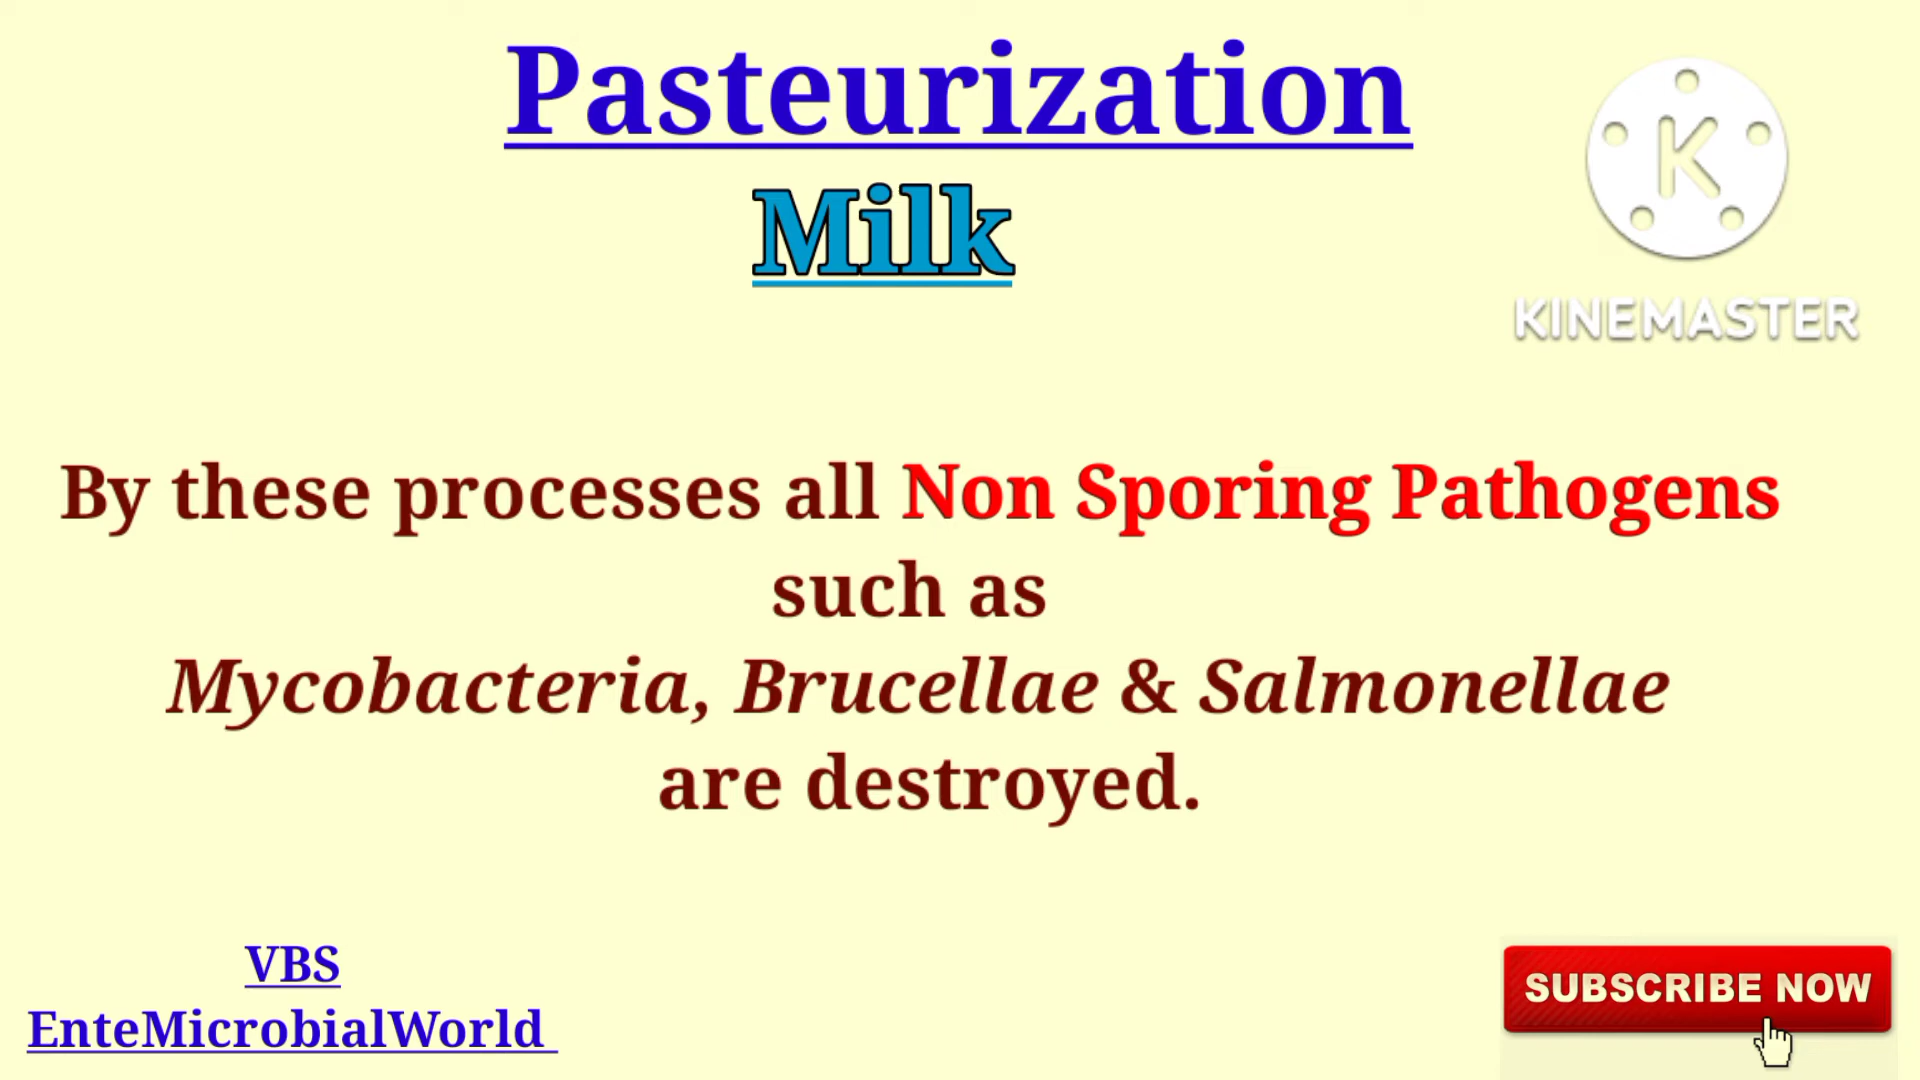 Pasteurization
Milk
K
KINEMASTER
By these processes all Non Sporing Pathogens
such as
Mycobacteria, Brucellae & Salmonellae
are destroyed.
VBS
EnteMicrobialWorld
SUBSCRIBE NOW